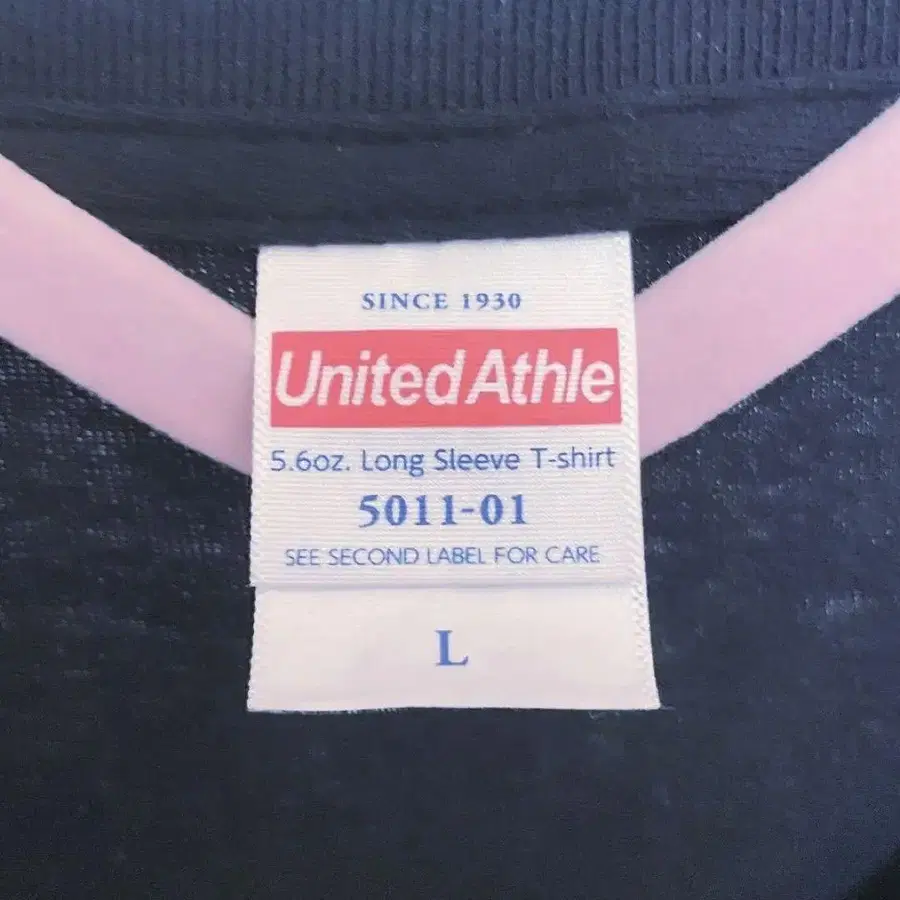 SINCE 1930
United Athle
5.6oz. Long Sleeve T-shirt
5011-01
SEE SECOND LABEL FOR CARE
L